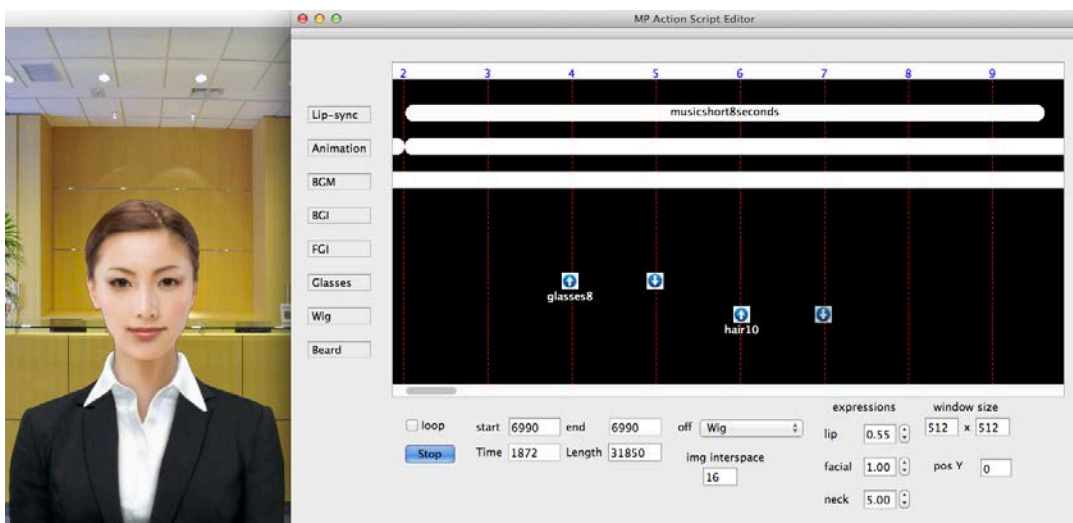 MP Action Script Editor
2 3 4 5 6 7 8 9
Lip-sync
musicshort8seconds
Animation
BGM
BGI
FGI
Glasses
glasses8
Wig
hair10
Beard
expressions window size
loop start 6990 end 6990 off Wig lip 0.55 512 x 512
Stop Time 1872 Length 31850 img interspace
16
facial 1.00 pos Y 0
neck 5.00